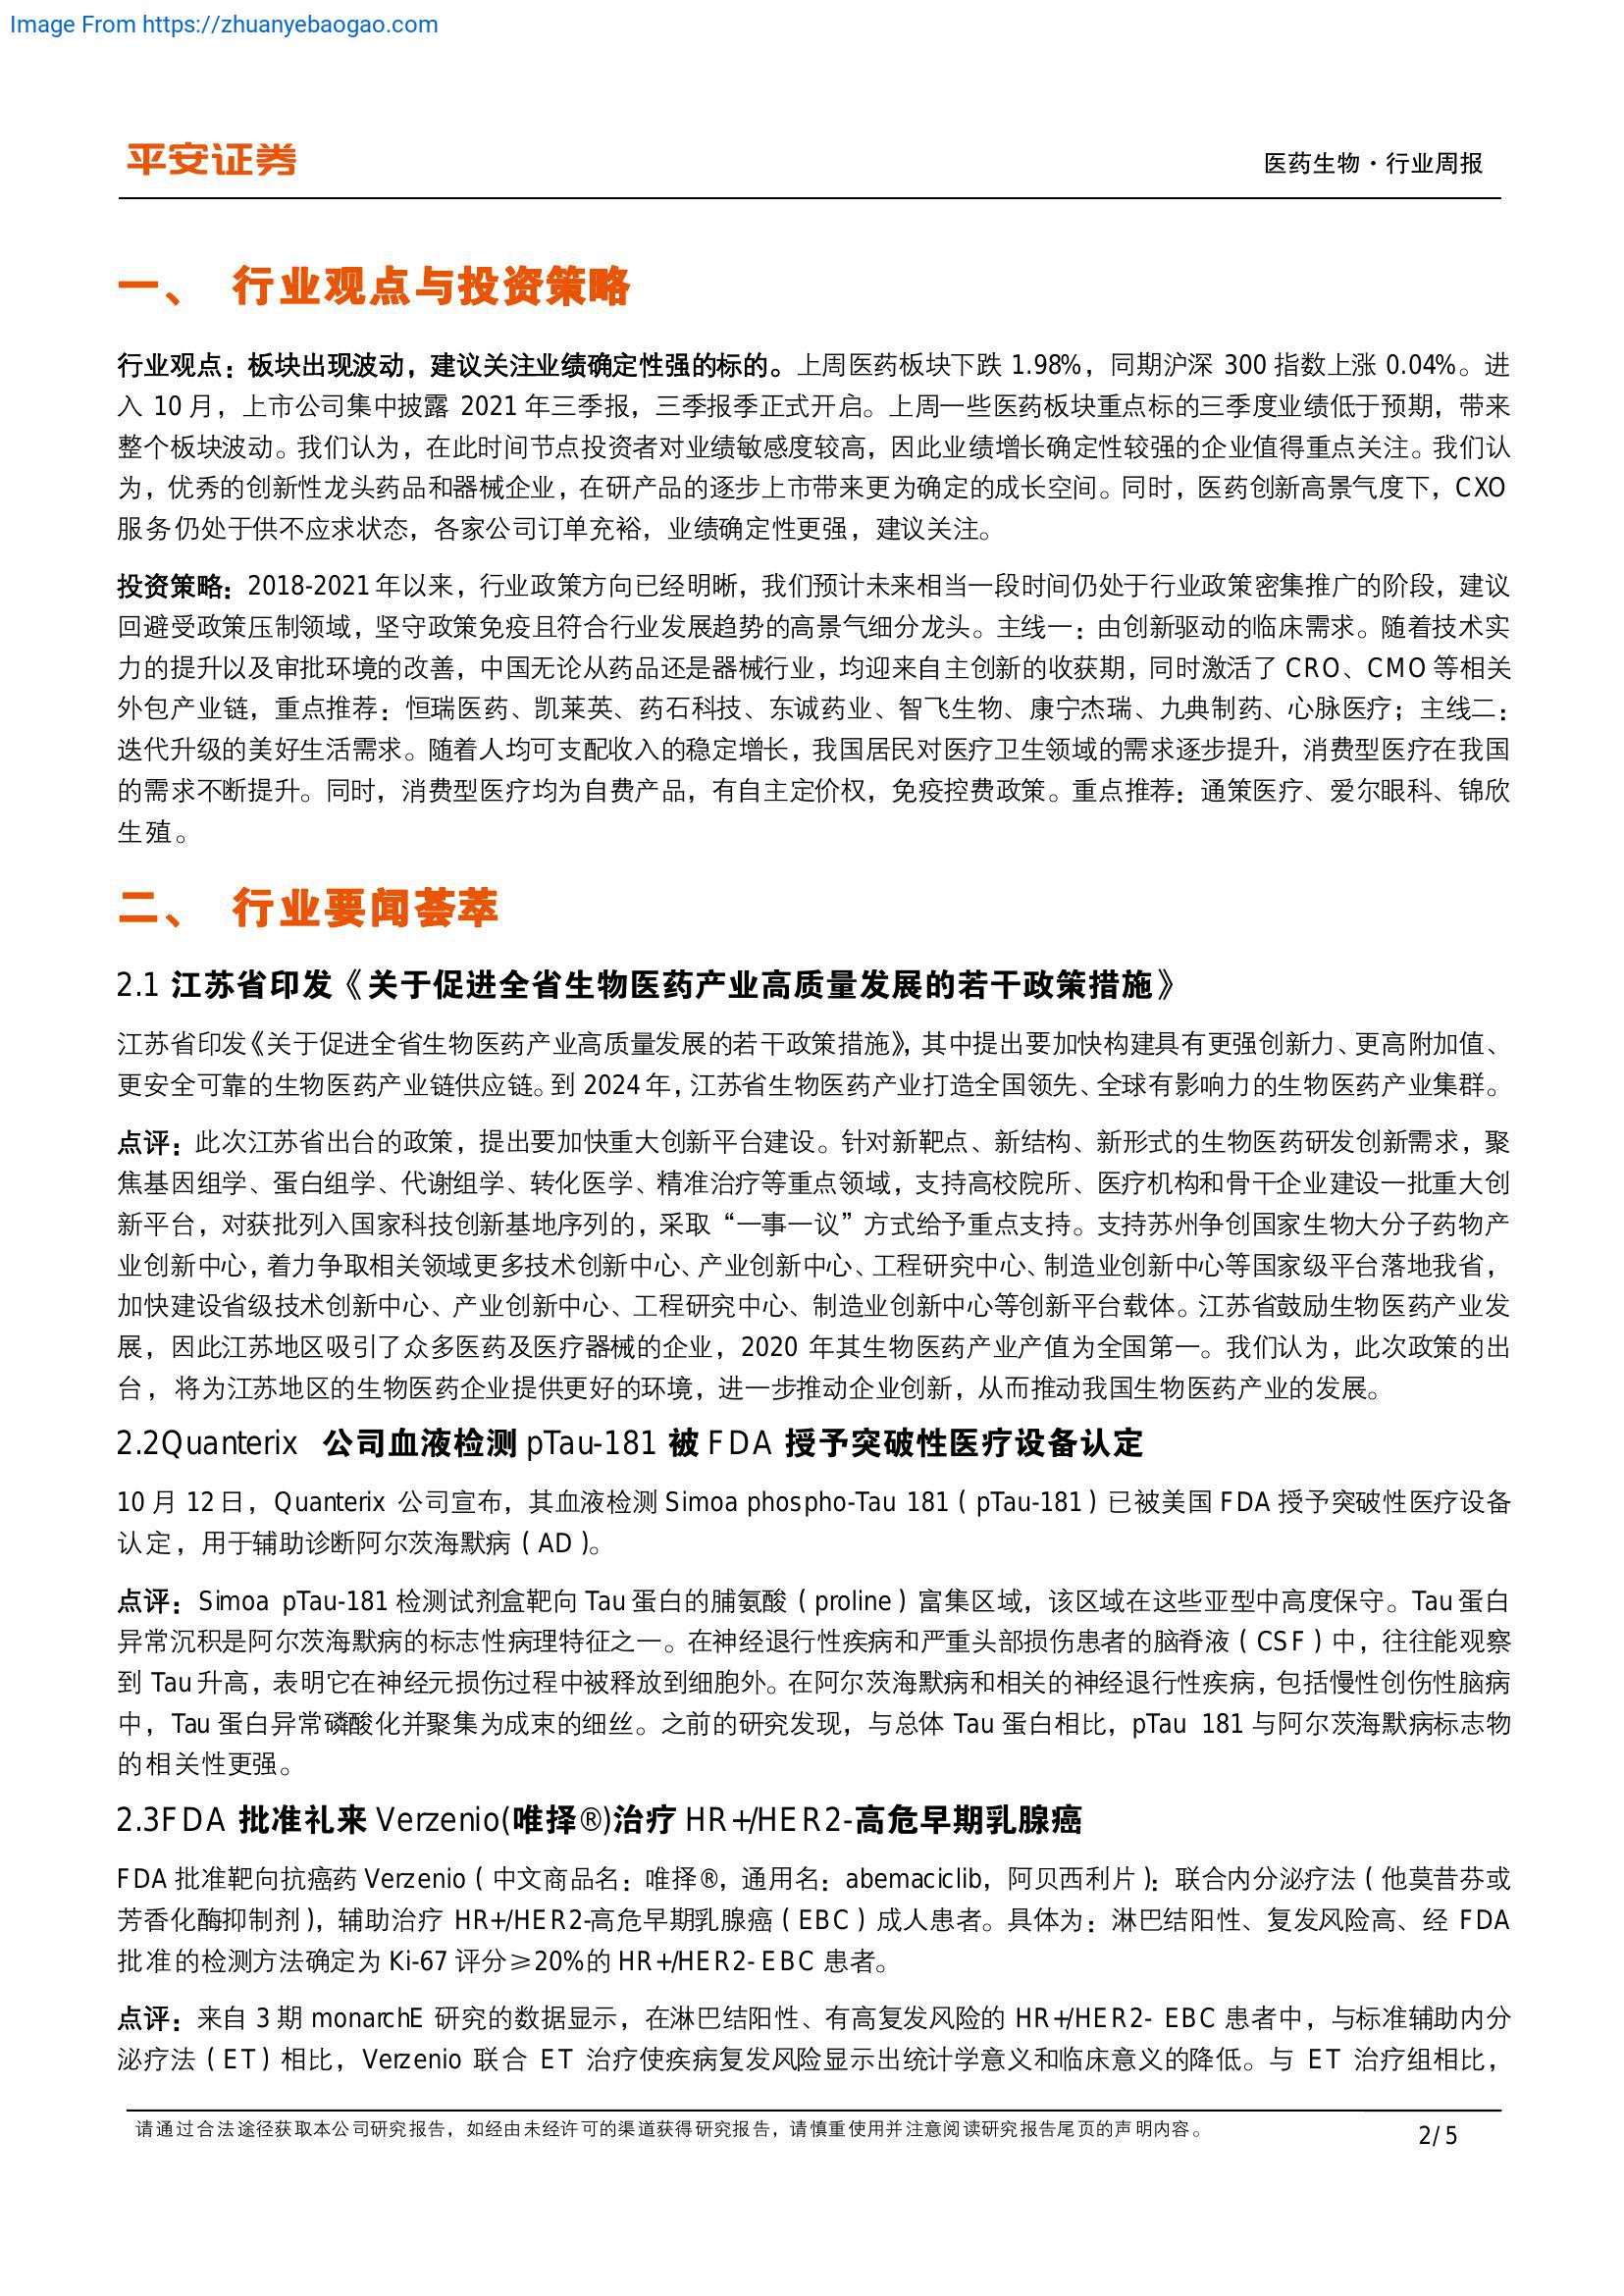 Image From https://zhuanyebaogao.com
平安证券
医药生物·行业周报
一、 行业观点与投资策略
行业观点：板块出现波动，建议关注业绩确定性强的标的。上周医药板块下跌 1.98%，同期沪深 300 指数上涨 0.04%。进
入 10 月，上市公司集中披露 2021 年三季报，三季报季正式开启。上周一些医药板块重点标的三季度业绩低于预期，带来
整个板块波动。我们认为，在此时间节点投资者对业绩敏感度较高，因此业绩增长确定性较强的企业值得重点关注。我们认
为，优秀的创新性龙头药品和器械企业，在研产品的逐步上市带来更为确定的成长空间。同时，医药创新高景气度下，CXO
服务仍处于供不应求状态，各家公司订单充裕，业绩确定性更强，建议关注。
投资策略：2018-2021 年以来，行业政策方向已经明晰，我们预计未来相当一段时间仍处于行业政策密集推广的阶段，建议
回避受政策压制领域，坚守政策免疫且符合行业发展趋势的高景气细分龙头。主线一：由创新驱动的临床需求。随着技术实
力的提升以及审批环境的改善，中国无论从药品还是器械行业，均迎来自主创新的收获期，同时激活了 CRO、CMO 等相关
外包产业链，重点推荐：恒瑞医药、凯莱英、药石科技、东诚药业、智飞生物、康宁杰瑞、九典制药、心脉医疗；主线二：
迭代升级的美好生活需求。随着人均可支配收入的稳定增长，我国居民对医疗卫生领域的需求逐步提升，消费型医疗在我国
的需求不断提升。同时，消费型医疗均为自费产品，有自主定价权，免疫控费政策。重点推荐：通策医疗、爱尔眼科、锦欣
生殖。
二、 行业要闻荟萃
2.1 江苏省印发《关于促进全省生物医药产业高质量发展的若干政策措施》
江苏省印发《关于促进全省生物医药产业高质量发展的若干政策措施》，其中提出要加快构建具有更强创新力、更高附加值、
更安全可靠的生物医药产业链供应链。到 2024 年，江苏省生物医药产业打造全国领先、全球有影响力的生物医药产业集群。
点评：此次江苏省出台的政策，提出要加快重大创新平台建设。针对新靶点、新结构、新形式的生物医药研发创新需求，聚
焦基因组学、蛋白组学、代谢组学、转化医学、精准治疗等重点领域，支持高校院所、医疗机构和骨干企业建设一批重大创
新平台，对获批列入国家科技创新基地序列的，采取“一事一议”方式给予重点支持。支持苏州争创国家生物大分子药物产
业创新中心，着力争取相关领域更多技术创新中心、产业创新中心、工程研究中心、制造业创新中心等国家级平台落地我省，
加快建设省级技术创新中心、产业创新中心、工程研究中心、制造业创新中心等创新平台载体。江苏省鼓励生物医药产业发
展，因此江苏地区吸引了众多医药及医疗器械的企业，2020 年其生物医药产业产值为全国第一。我们认为，此次政策的出
台，将为江苏地区的生物医药企业提供更好的环境，进一步推动企业创新，从而推动我国生物医药产业的发展。
2.2Quanterix 公司血液检测 pTau-181 被 FDA 授予突破性医疗设备认定
10 月 12 日，Quanterix 公司宣布，其血液检测 Simoa phospho-Tau 181（pTau-181）已被美国 FDA 授予突破性医疗设备
认定，用于辅助诊断阿尔茨海默病（AD）。
点评：Simoa pTau-181 检测试剂盒靶向 Tau 蛋白的脯氨酸（proline）富集区域，该区域在这些亚型中高度保守。Tau 蛋白
异常沉积是阿尔茨海默病的标志性病理特征之一。在神经退行性疾病和严重头部损伤患者的脑脊液（CSF）中，往往能观察
到 Tau 升高，表明它在神经元损伤过程中被释放到细胞外。在阿尔茨海默病和相关的神经退行性疾病，包括慢性创伤性脑病
中，Tau 蛋白异常磷酸化并聚集为成束的细丝。之前的研究发现，与总体 Tau 蛋白相比，pTau 181 与阿尔茨海默病标志物
的相关性更强。
2.3FDA 批准礼来 Verzenio(唯择®)治疗 HR+/HER2-高危早期乳腺癌
FDA 批准靶向抗癌药 Verzenio（中文商品名：唯择®，通用名：abemaciclib，阿贝西利片）：联合内分泌疗法（他莫昔芬或
芳香化酶抑制剂），辅助治疗 HR+/HER2-高危早期乳腺癌（EBC）成人患者。具体为：淋巴结阳性、复发风险高、经 FDA
批准的检测方法确定为 Ki-67 评分≥20%的 HR+/HER2- EBC 患者。
点评：来自 3 期 monarchE 研究的数据显示，在淋巴结阳性、有高复发风险的 HR+/HER2- EBC 患者中，与标准辅助内分
泌疗法（ET）相比，Verzenio 联合 ET 治疗使疾病复发风险显示出统计学意义和临床意义的降低。与 ET 治疗组相比，
请通过合法途径获取本公司研究报告，如经由未经许可的渠道获得研究报告，请慎重使用并注意阅读研究报告尾页的声明内容。
2/ 5